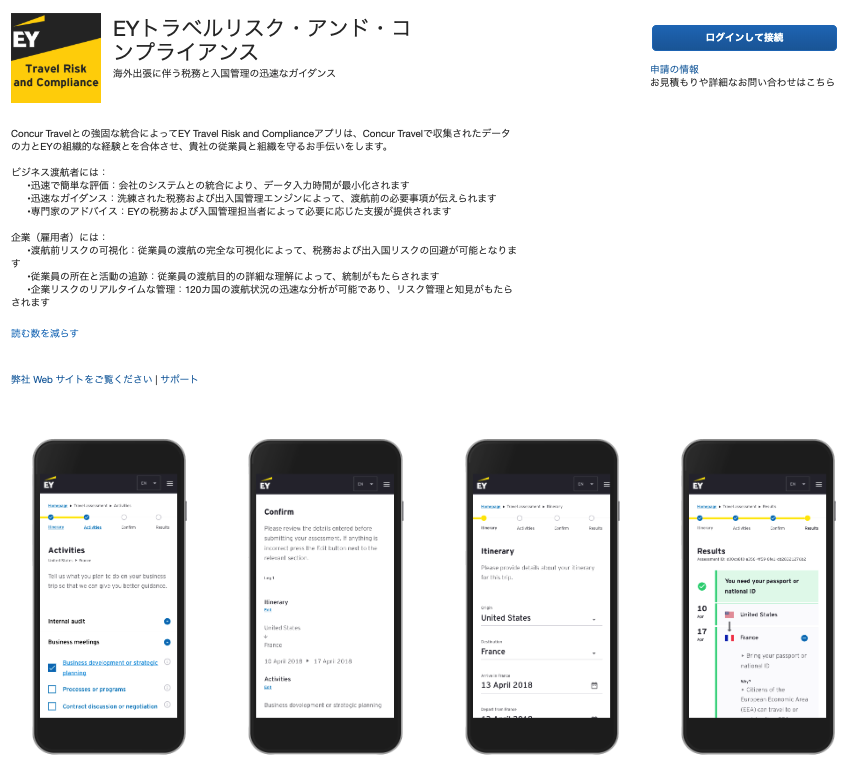 EY
Travel Risk
and Compliance
EYトラベルリスク・アンド・コ
ンプライアンス
海外出張に伴う税務と入国管理の迅速なガイダンス
ログインして接続
申請の情報
お見積もりや詳細なお問い合わせはこちら
Concur Travelとの強固な統合によってEY Travel Risk and Complianceアプリは、Concur Travelで収集されたデータ
の力とEYの組織的な経験とを合体させ、貴社の従業員と組織を守るお手伝いをします。
ビジネス渡航者には：
•迅速で簡単な評価：会社のシステムとの統合により、データ入力時間が最小化されます
•迅速なガイダンス：洗練された税務および出入国管理エンジンによって、渡航前の必要事項が伝えられます
•専門家のアドバイス：EYの税務および入国管理担当者によって必要に応じた支援が提供されます
企業（雇用者）には：
•渡航前リスクの可視化：従業員の渡航の完全な可視化によって、税務および出入国リスクの回避が可能となりま
す
•従業員の所在と活動の追跡：従業員の渡航目的の詳細な理解によって、統制がもたらされます
•企業リスクのリアルタイムな管理：120カ国の渡航状況の迅速な分析が可能であり、リスク管理と知見がもたら
されます
読む数を減らす
弊社 Web サイトをご覧ください | サポート
EY
EN
Homepage ▸ Travel assessment ▸ Activities
Itinerary Activities Confirm Results
Activities
United States ▸ France
Tell us what you plan to do on your business
trip so that we can give you better guidance.
Internal audit
Business meetings
Business development or strategic
planning
Processes or programs
Contract discussion or negotiation
EY
EN
Confirm
Please review the details entered before
submitting your assessment. If anything is
incorrect press the Edit button next to the
relevant section.
Leg 1
Itinerary
Edit
United States
France
10 April 2018 ▸ 17 April 2018
Activities
Edit
Business development or strategic planning
EY
EN
Homepage ▸ Travel assessment ▸ Itinerary
Itinerary Activities Confirm Results
Itinerary
Please provide details about your itinerary
for this trip.
Origin
United States
Destination
France
Arrive in France
13 April 2018
Depart from France
EY
EN
Homepage ▸ Travel assessment ▸ Results
Itinerary Activities Confirm Results
Results
Assessment ID:
You need your passport or
national ID
10
Apr
United States
17
Apr
France
+ Bring your passport or
national ID
Why?
+ Citizens of the
European Economic Area
(EEA) can travel to or